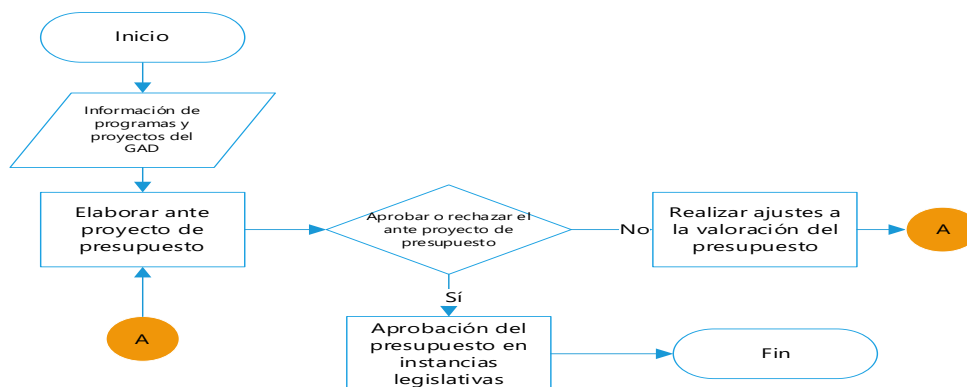 Inicio
Información de
programas y
proyectos del
GAD
Elaborar ante
proyecto de
presupuesto
Aprobar o rechazar el
ante proyecto de
presupuesto
No
Realizar ajustes a
la valoración del
presupuesto
A
A
Sí
Aprobación del
presupuesto en
instancias
legislativas
Fin